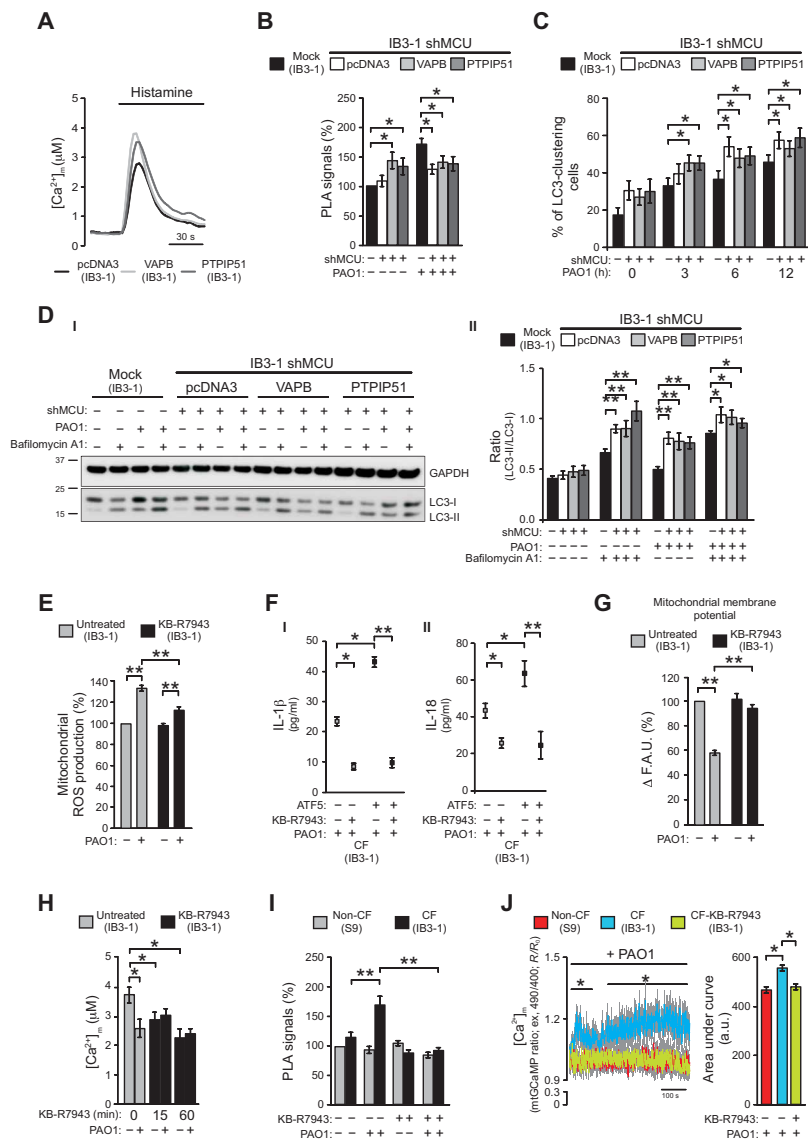 A
Histamine
[Ca2+]m (μM)
5
4
3
2
1
0
30 s
pcDNA3 (IB3-1)
VAPB (IB3-1)
PTPIP51 (IB3-1)
B
IB3-1 shMCU
Mock (IB3-1)
pcDNA3
VAPB
PTPIP51
PLA signals (%)
250
200
150
100
50
0
* * * * *
shMCU: – + + + – + + +
PAO1: – – – – + + + +
C
IB3-1 shMCU
Mock (IB3-1)
pcDNA3
VAPB
PTPIP51
% of LC3-clustering cells
80
60
40
20
0
* * * * * * * *
shMCU: – + + + – + + + – + + + – + + +
PAO1 (h): 0 3 6 12
D
I
IB3-1 shMCU
Mock (IB3-1)
pcDNA3
VAPB
PTPIP51
shMCU: – – – – + + + + + + + + + + + +
PAO1: – – + + – – + + – – + + – – + +
Bafilomycin A1: – + – + – + – + – + – + – + – +
37
25
15
GAPDH
LC3-I
LC3-II
II
IB3-1 shMCU
Mock (IB3-1)
pcDNA3
VAPB
PTPIP51
Ratio (LC3-II/LC3-I)
1.5
1.0
0.5
0.0
** ** ** ** ** ** * * *
shMCU: – + + + – + + + – + + + – + + +
PAO1: – – – – – – – – + + + + + + + +
Bafilomycin A1: – – – – + + + + – – – – + + + +
E
Untreated (IB3-1)
KB-R7943 (IB3-1)
Mitochondrial ROS production (%)
140
120
100
80
60
40
20
0
** ** **
PAO1: – + – +
F
I
IL-1β (pg/ml)
60
40
20
0
* * **
ATF5: – – + +
KB-R7943: – + – +
PAO1: + + + +
CF (IB3-1)
II
IL-18 (pg/ml)
80
60
40
20
0
* * **
ATF5: – – + +
KB-R7943: – + – +
PAO1: + + + +
CF (IB3-1)
G
Mitochondrial membrane potential
Untreated (IB3-1)
KB-R7943 (IB3-1)
Δ F.A.U. (%)
120
100
80
60
40
20
0
** **
PAO1: – + – +
H
Untreated (IB3-1)
KB-R7943 (IB3-1)
[Ca2+]m (μM)
5
4
3
2
1
0
* * *
KB-R7943 (min): 0 15 60
PAO1: – + – + – +
I
Non-CF (S9)
CF (IB3-1)
PLA signals (%)
250
200
150
100
50
0
** **
KB-R7943: – – – – + + + +
PAO1: – – + + – – + +
J
Non-CF (S9)
CF (IB3-1)
CF-KB-R7943 (IB3-1)
+ PAO1
* *
[Ca2+]m
(mtGCaMP ratio; ex, 490/400; R/R0)
1.5
1.2
0.9
0.3
0
100 s
Area under curve (a.u.)
800
600
400
200
0
* *
KB-R7943: – – +
PAO1: + + +